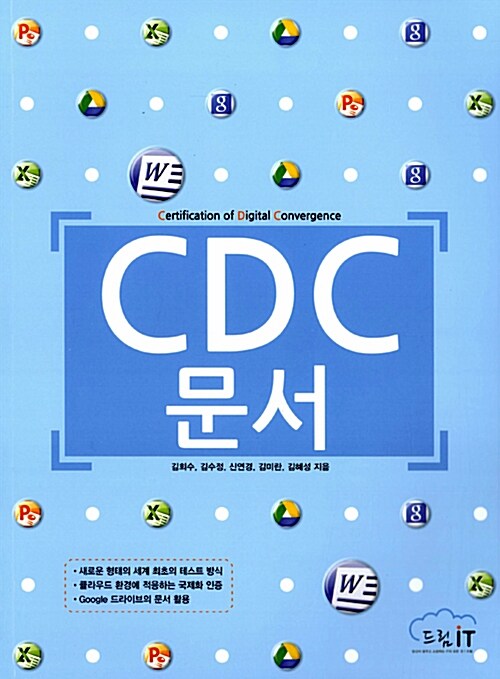 Certification of Digital Convergence
CDC
문서
김희수, 김수정, 신연경, 김미란, 김혜성 지음
• 새로운 형태의 세계 최초의 테스트 방식
• 클라우드 환경에 적응하는 국제화 인증
• Google 드라이브의 문서 활용
드림iT